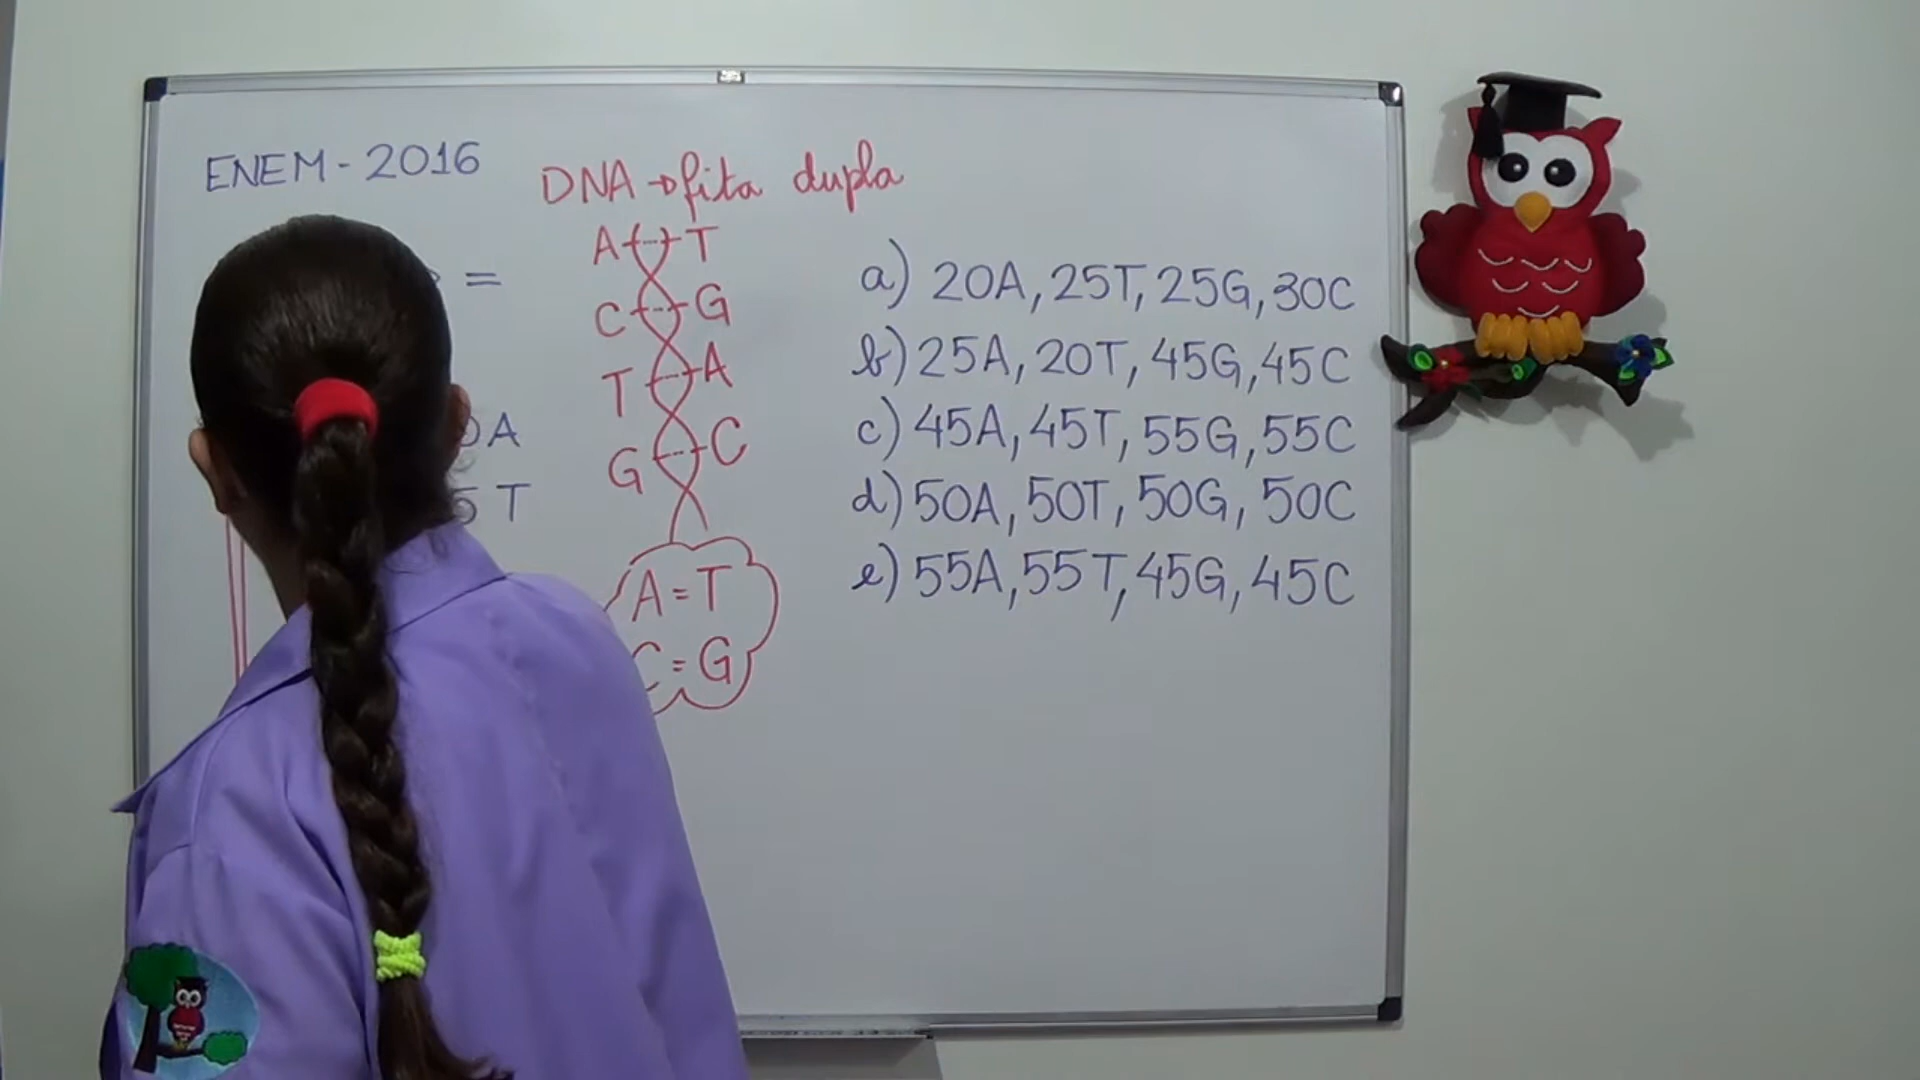 ENEM - 2016
DNA → fita dupla
=
A T
C G
T A
G C
A
T
A = T
C = G
a) 20A, 25T, 25G, 30C
b) 25A, 20T, 45G, 45C
c) 45A, 45T, 55G, 55C
d) 50A, 50T, 50G, 50C
e) 55A, 55T, 45G, 45C